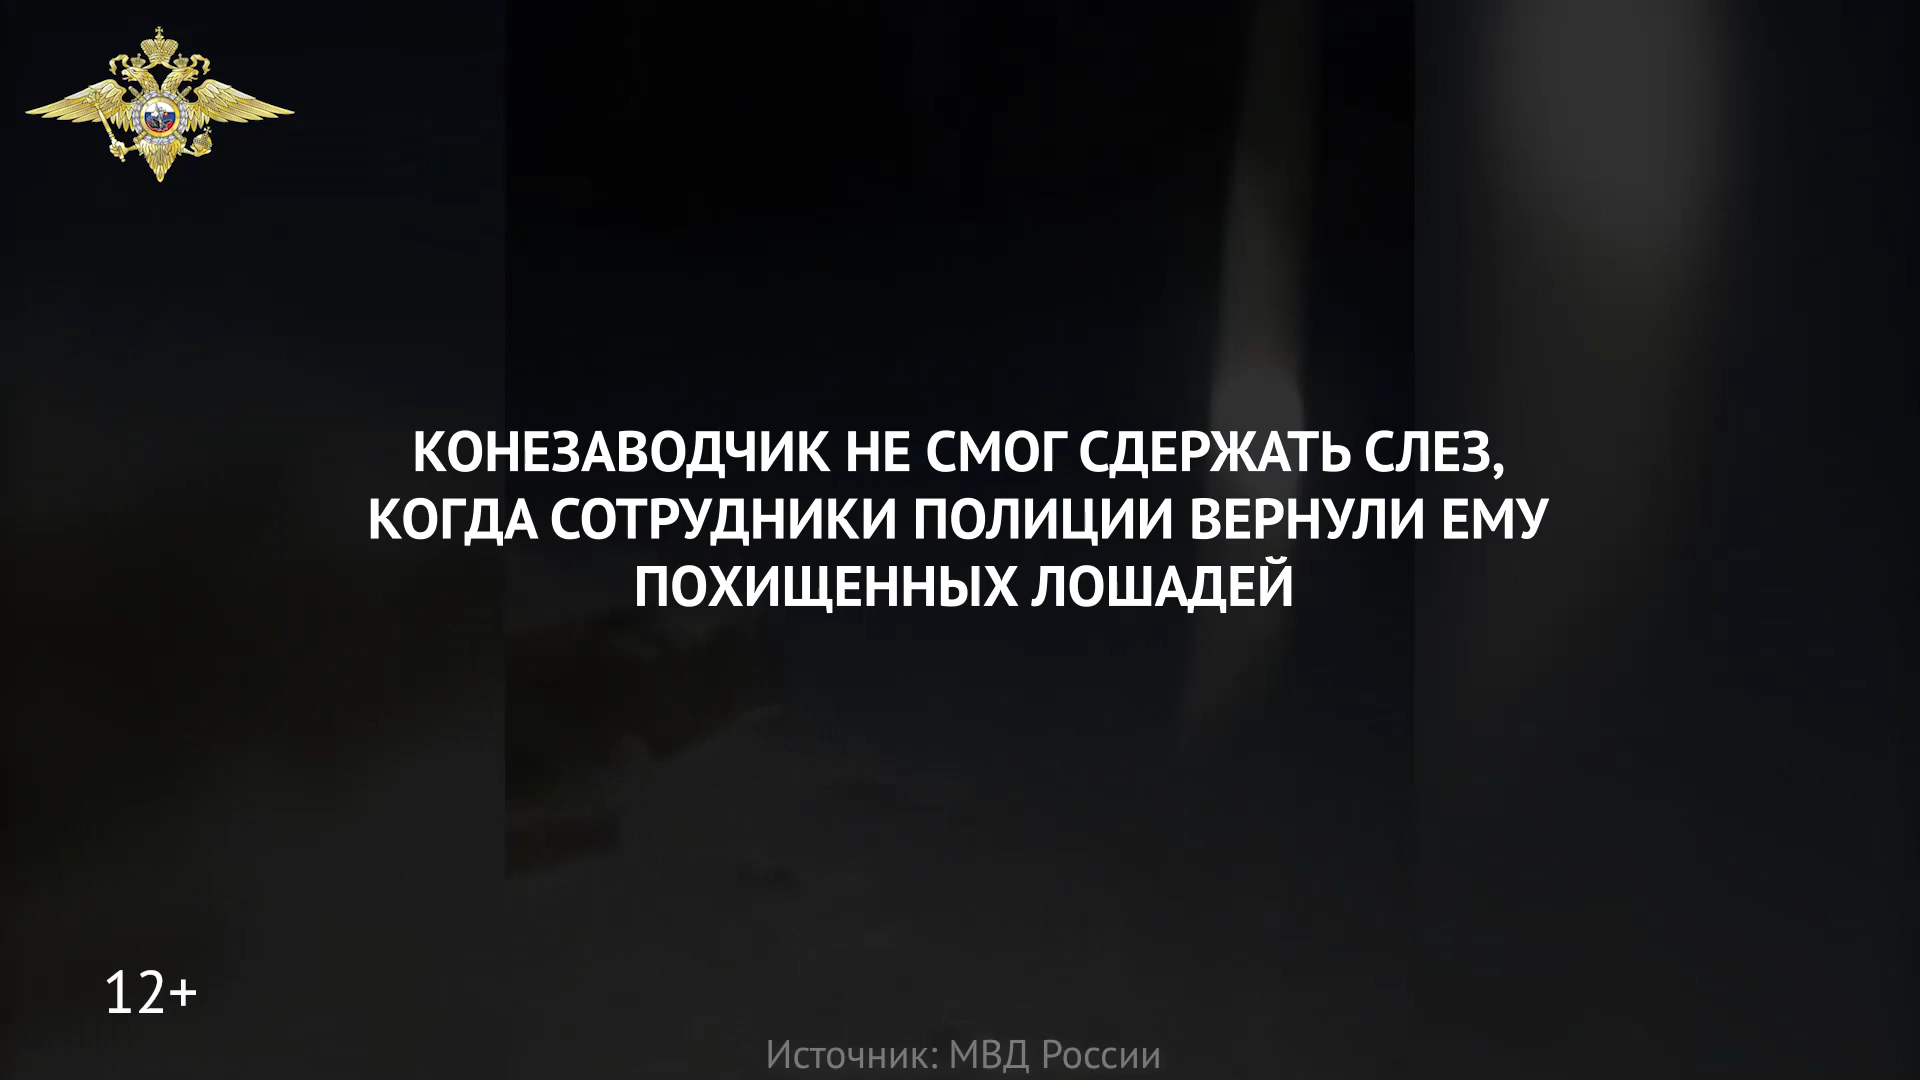 КОНЕЗАВОДЧИК НЕ СМОГ СДЕРЖАТЬ СЛЕЗ,
КОГДА СОТРУДНИКИ ПОЛИЦИИ ВЕРНУЛИ ЕМУ
ПОХИЩЕННЫХ ЛОШАДЕЙ
12+
Источник: МВД России